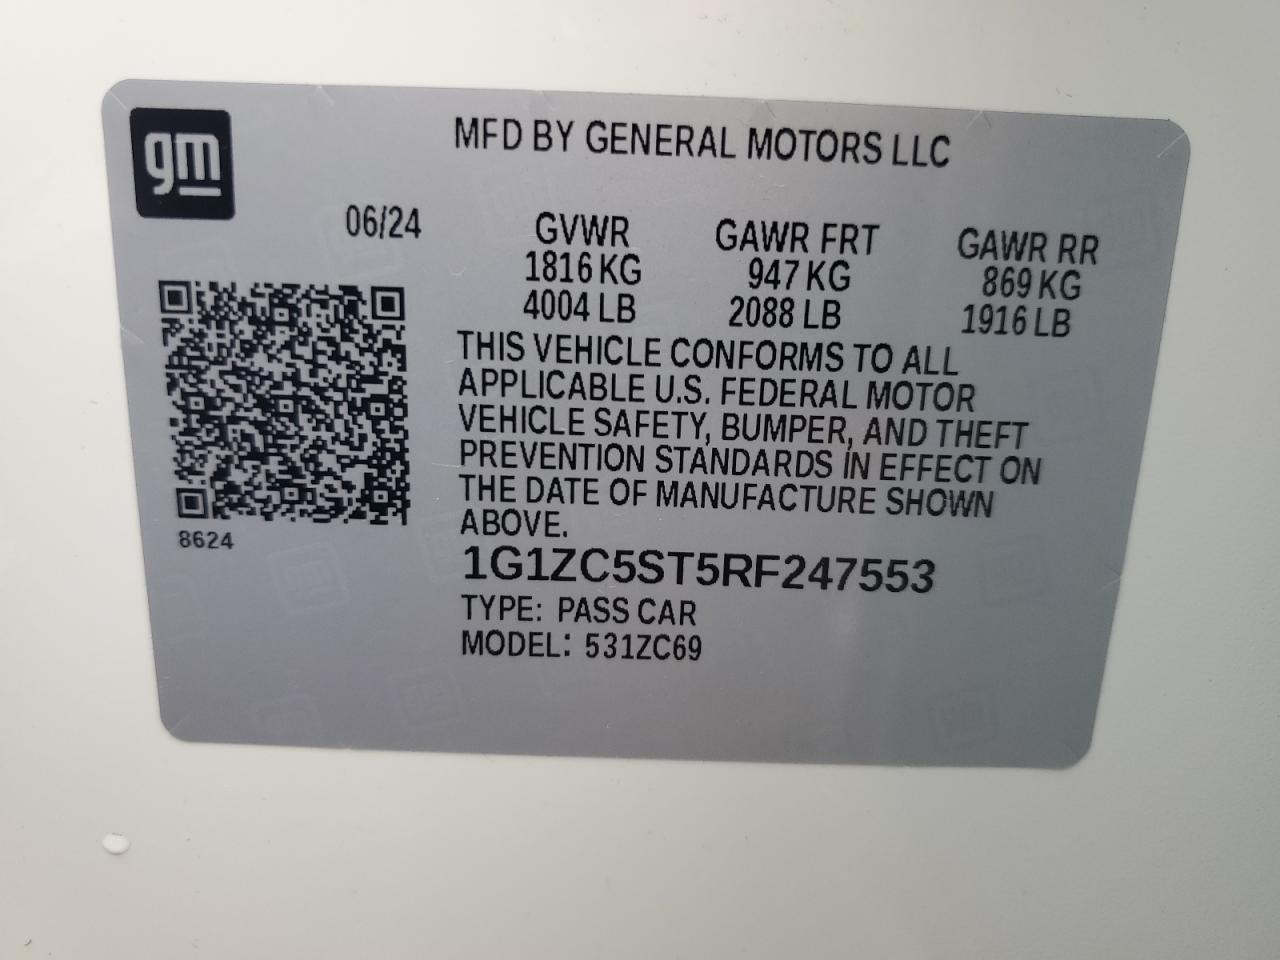 gm
MFD BY GENERAL MOTORS LLC
06/24
GVWR GAWR FRT GAWR RR
1816 KG 947 KG 869 KG
4004 LB 2088 LB 1916 LB
THIS VEHICLE CONFORMS TO ALL
APPLICABLE U.S. FEDERAL MOTOR
VEHICLE SAFETY, BUMPER, AND THEFT
PREVENTION STANDARDS IN EFFECT ON
THE DATE OF MANUFACTURE SHOWN
ABOVE.
8624
1G1ZC5ST5RF247553
TYPE: PASS CAR
MODEL: 531ZC69